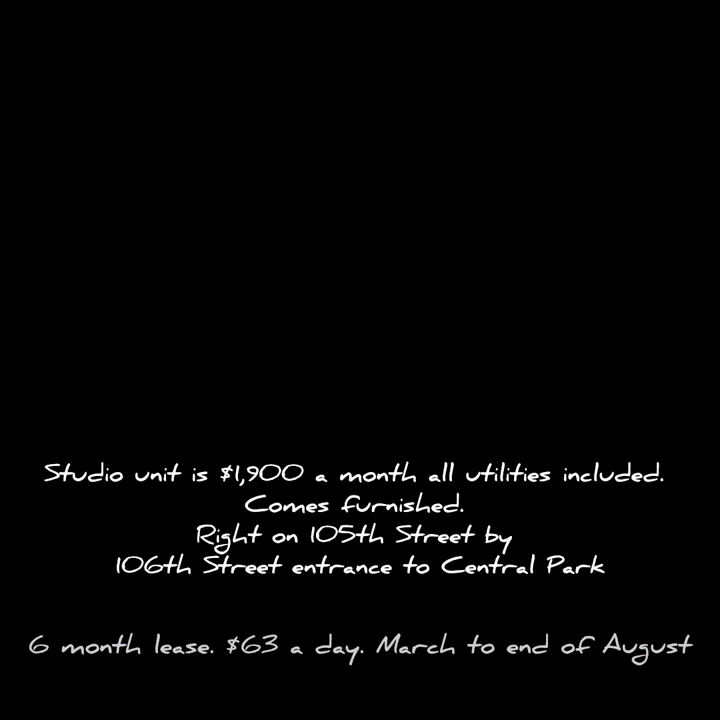 Studio unit is $1,900 a month all utilities included.
Comes furnished.
Right on 105th Street by
106th Street entrance to Central Park
6 month lease. $63 a day. March to end of August